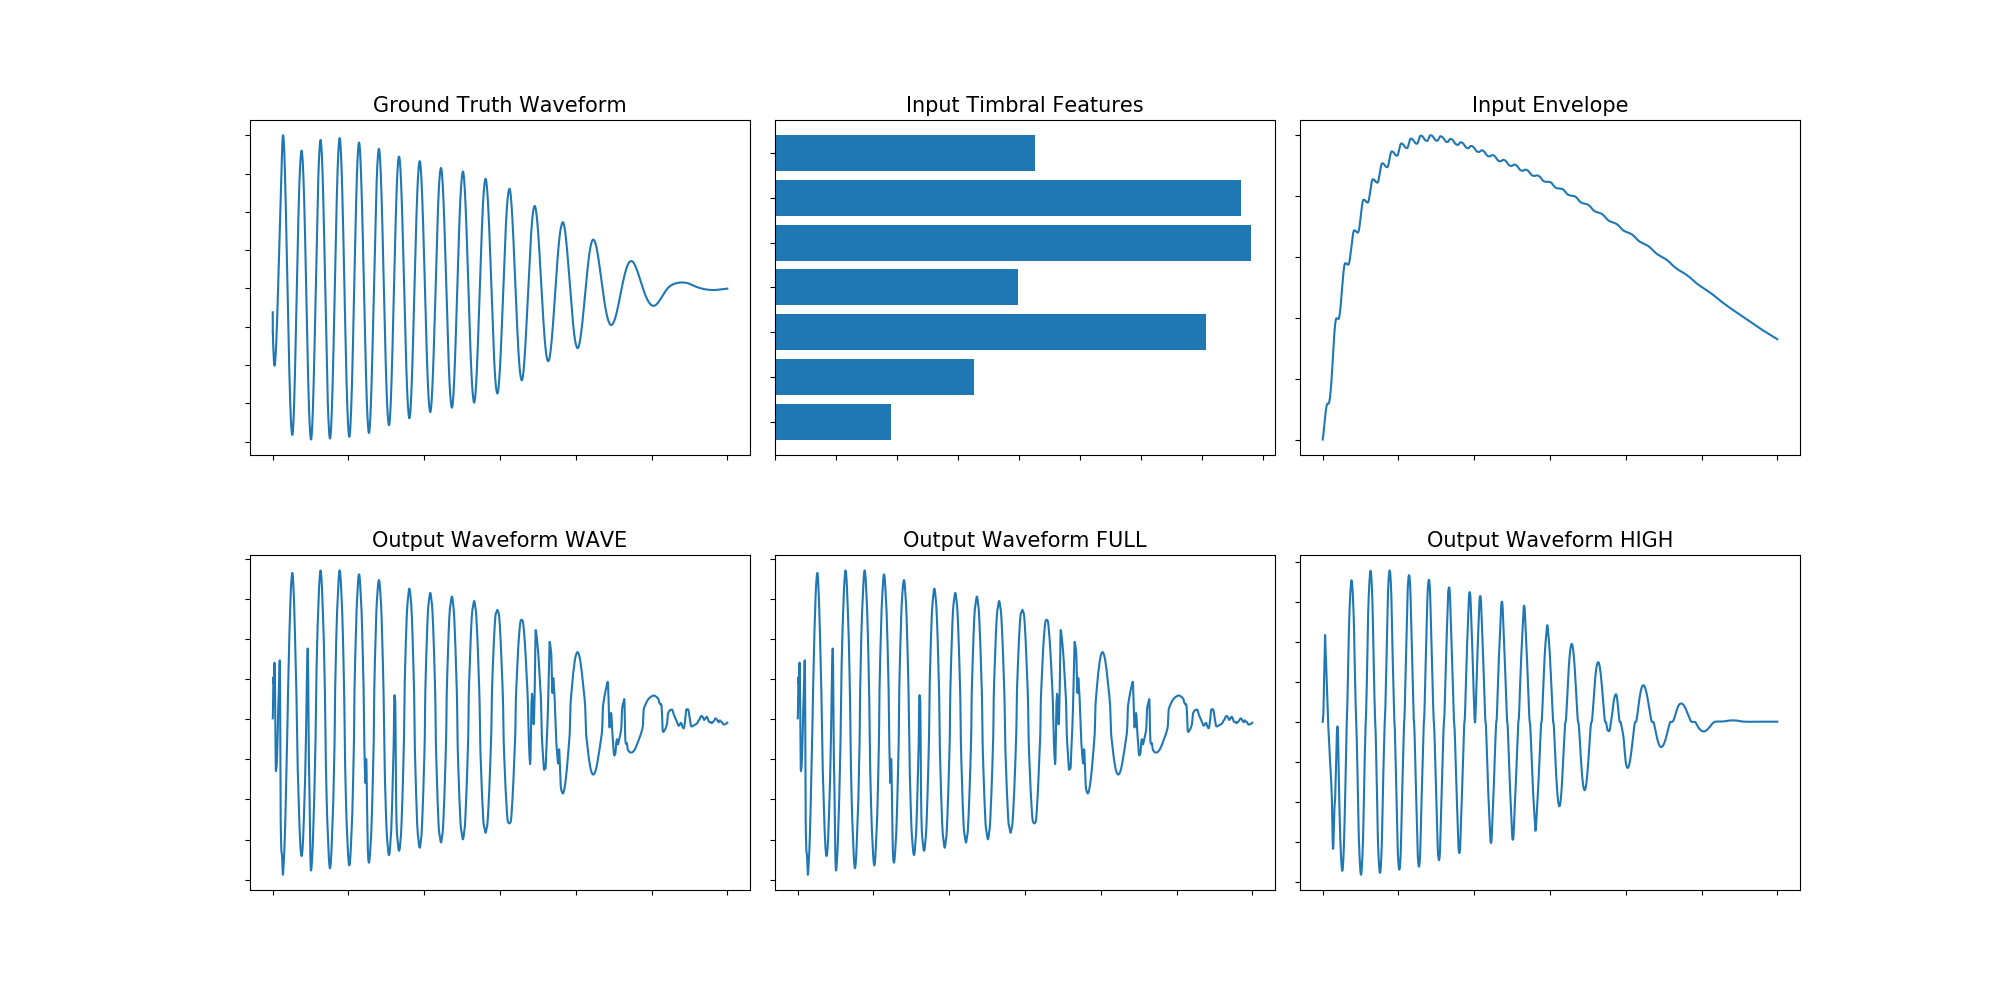 Ground Truth Waveform
Input Timbral Features
Input Envelope
Output Waveform WAVE
Output Waveform FULL
Output Waveform HIGH